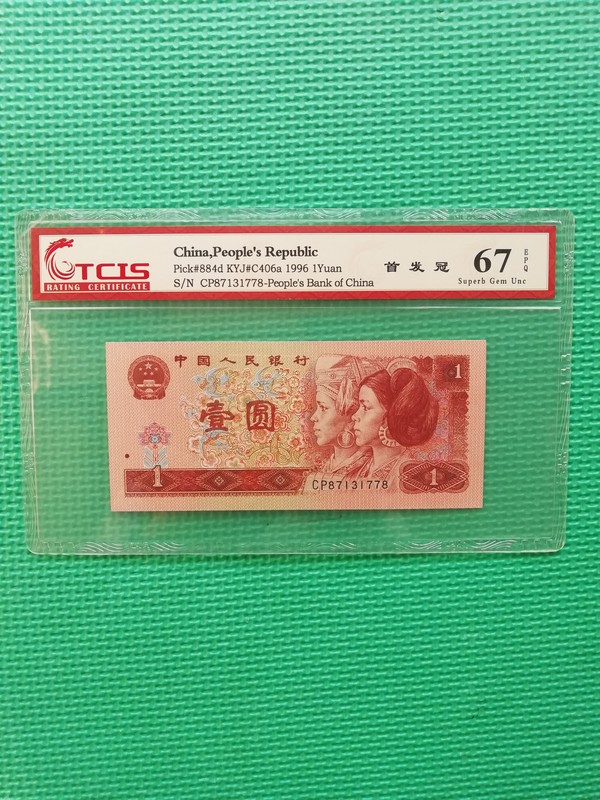 TCIS
RATING CERTIFICATE
China,People's Republic
Pick#884d KYJ#C406a 1996 1Yuan
S/N CP87131778-People's Bank of China
首发冠
67
EPQ
Superb Gem Unc
中国人民银行
1
壹圆
1
CP87131778
1